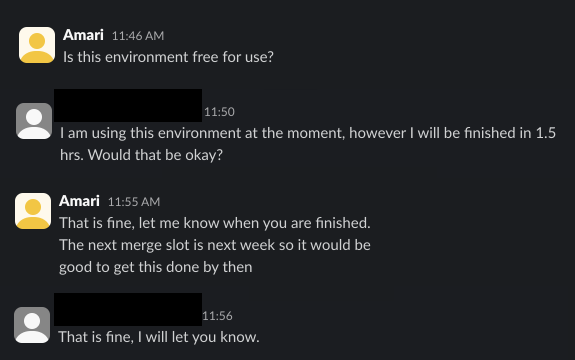 Amari 11:46 AM
Is this environment free for use?
11:50
I am using this environment at the moment, however I will be finished in 1.5
hrs. Would that be okay?
Amari 11:55 AM
That is fine, let me know when you are finished.
The next merge slot is next week so it would be
good to get this done by then
11:56
That is fine, I will let you know.